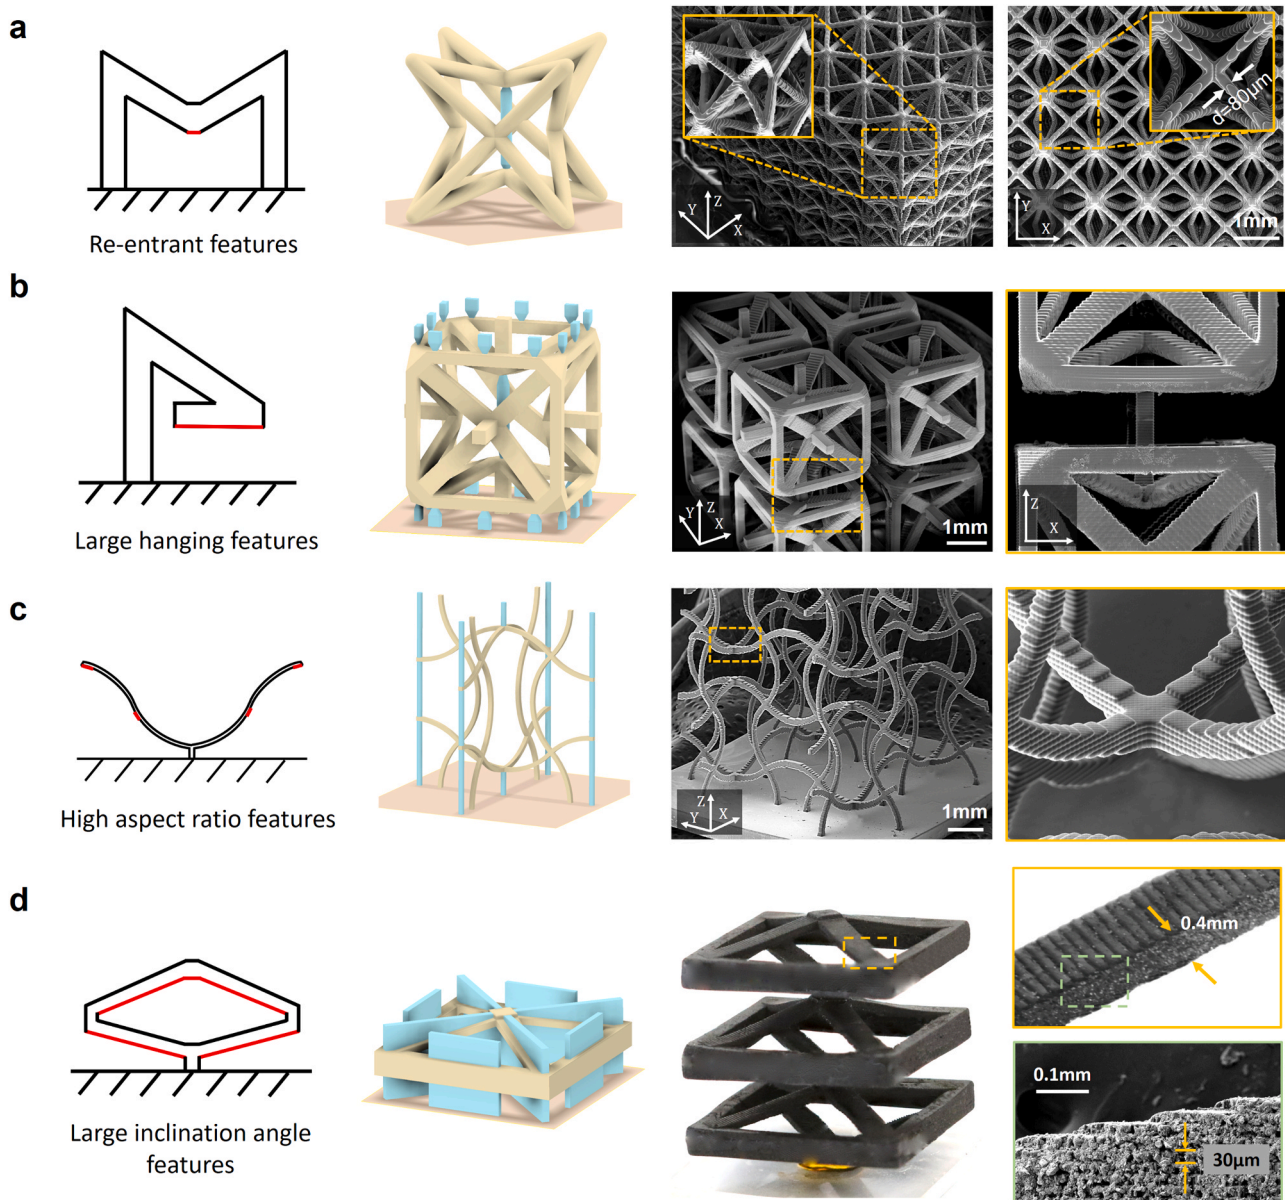 a
Re-entrant features
Z
Y
X
d=80μm
Y
X
1mm
b
Large hanging features
Y
Z
X
1mm
Z
X
c
High aspect ratio features
Z
Y
X
1mm
d
Large inclination angle
features
0.4mm
0.1mm
30μm